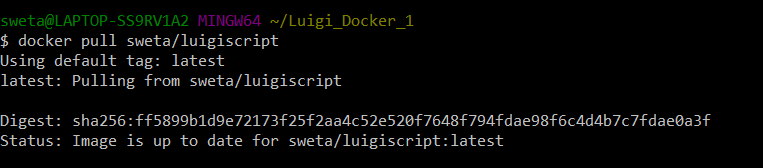 sweta@LAPTOP-SS9RV1A2 MINGW64 ~/Luigi_Docker_1
$ docker pull sweta/luigiscript
Using default tag: latest
latest: Pulling from sweta/luigiscript
Digest: sha256:ff5899b1d9e72173f25f2aa4c52e520f7648f794fdae98f6c4d4b7c7fdae0a3f
Status: Image is up to date for sweta/luigiscript:latest